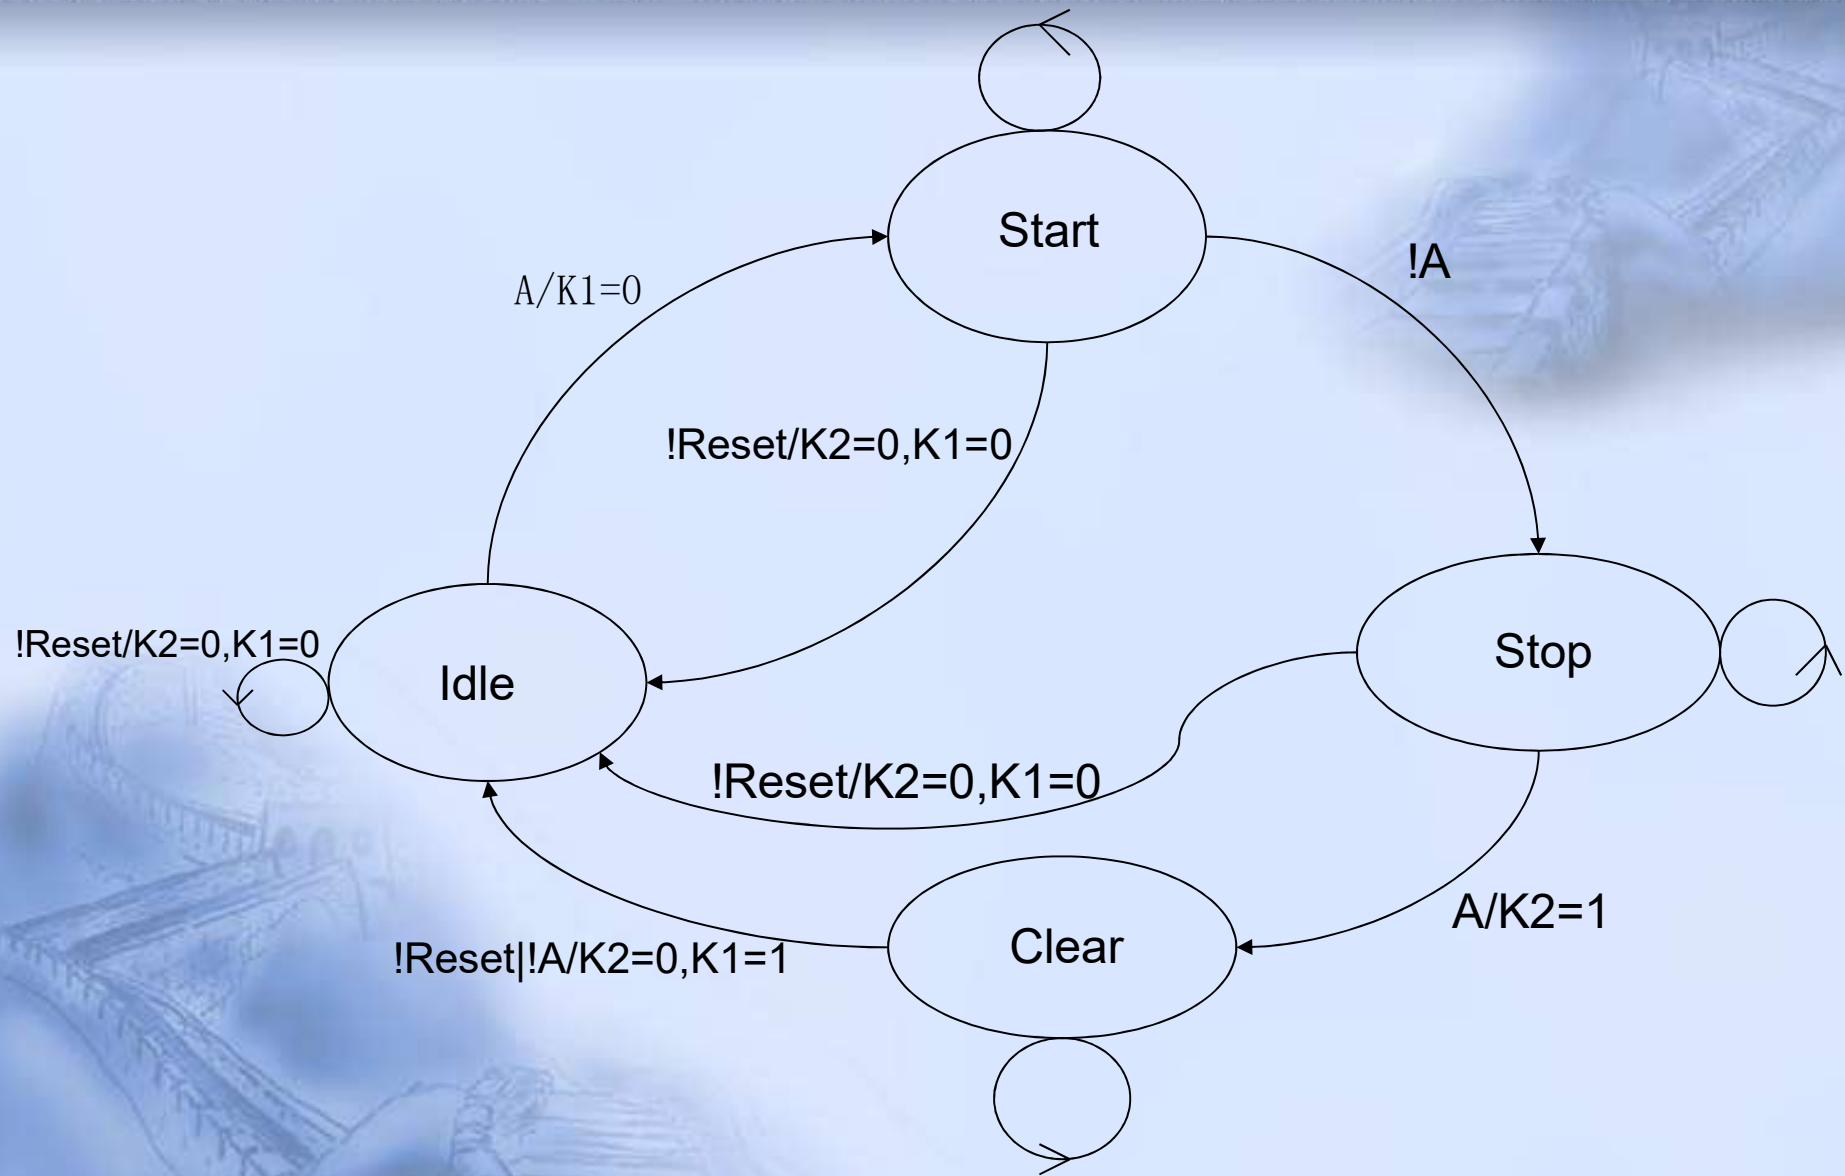 Start
!A
A/K1=0
!Reset/K2=0,K1=0
!Reset/K2=0,K1=0
Idle
Stop
!Reset/K2=0,K1=0
A/K2=1
Clear
!Reset|!A/K2=0,K1=1